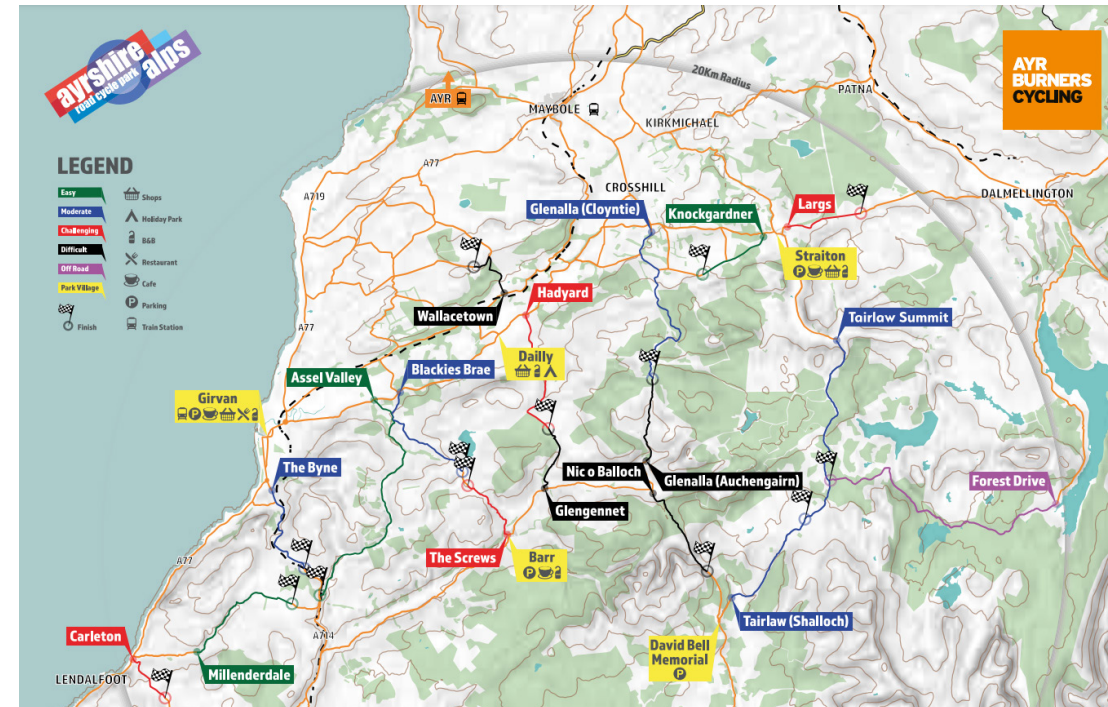 ayrshire
alps
road cycle park
AYR
BURNERS
CYCLING
20Km Radius
AYR
MAYBOLE
PATNA
KIRKMICHAEL
LEGEND
Easy
Moderate
Challenging
Difficult
Off Road
Park Village
Finish
Shops
Holiday Park
B&B
Restaurant
Cafe
Parking
Train Station
A77
A719
CROSSHILL
DALMELLINGTON
Glenalla (Cloyntie)
Knockgardner
Largs
Straiton
P
Hadyard
Wallacetown
Tairlaw Summit
A77
Dailly
Assel Valley
Blackies Brae
Girvan
P
The Byne
Nic o Balloch
Glenalla (Auchengairn)
Forest Drive
Glengennet
The Screws
Barr
P
A77
Tairlaw (Shalloch)
Carleton
A714
David Bell
Memorial
P
LENDALFOOT
Millenderdale